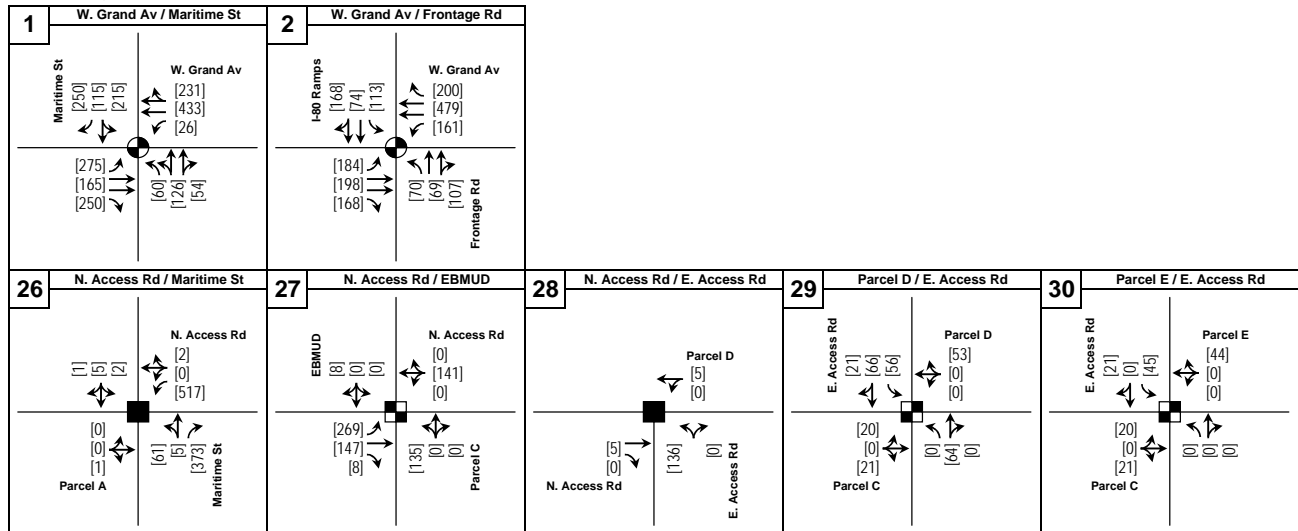 1 W. Grand Av / Maritime St
Maritime St
[250] [115] [215]
W. Grand Av
[231]
[433]
[26]
[275]
[165]
[250]
[60] [126] [54]
2 W. Grand Av / Frontage Rd
I-80 Ramps
[168] [74] [113]
W. Grand Av
[200]
[479]
[161]
[184]
[198]
[168]
[70] [69] [107]
Frontage Rd
26 N. Access Rd / Maritime St
[1] [5] [2]
N. Access Rd
[2]
[0]
[517]
[0]
[0]
[1]
Parcel A
[61] [5] [373]
Maritime St
27 N. Access Rd / EBMUD
EBMUD
[8] [0] [0]
N. Access Rd
[0]
[141]
[0]
[269]
[147]
[8]
[135] [0] [0]
Parcel C
28 N. Access Rd / E. Access Rd
Parcel D
[5]
[0]
[5]
[0]
N. Access Rd
[136] [0]
E. Access Rd
29 Parcel D / E. Access Rd
E. Access Rd
[21] [66] [56]
Parcel D
[53]
[0]
[0]
[20]
[0]
[21]
Parcel C
[0] [64] [0]
30 Parcel E / E. Access Rd
E. Access Rd
[21] [0] [45]
Parcel E
[44]
[0]
[0]
[20]
[0]
[21]
Parcel C
[0] [0] [0]